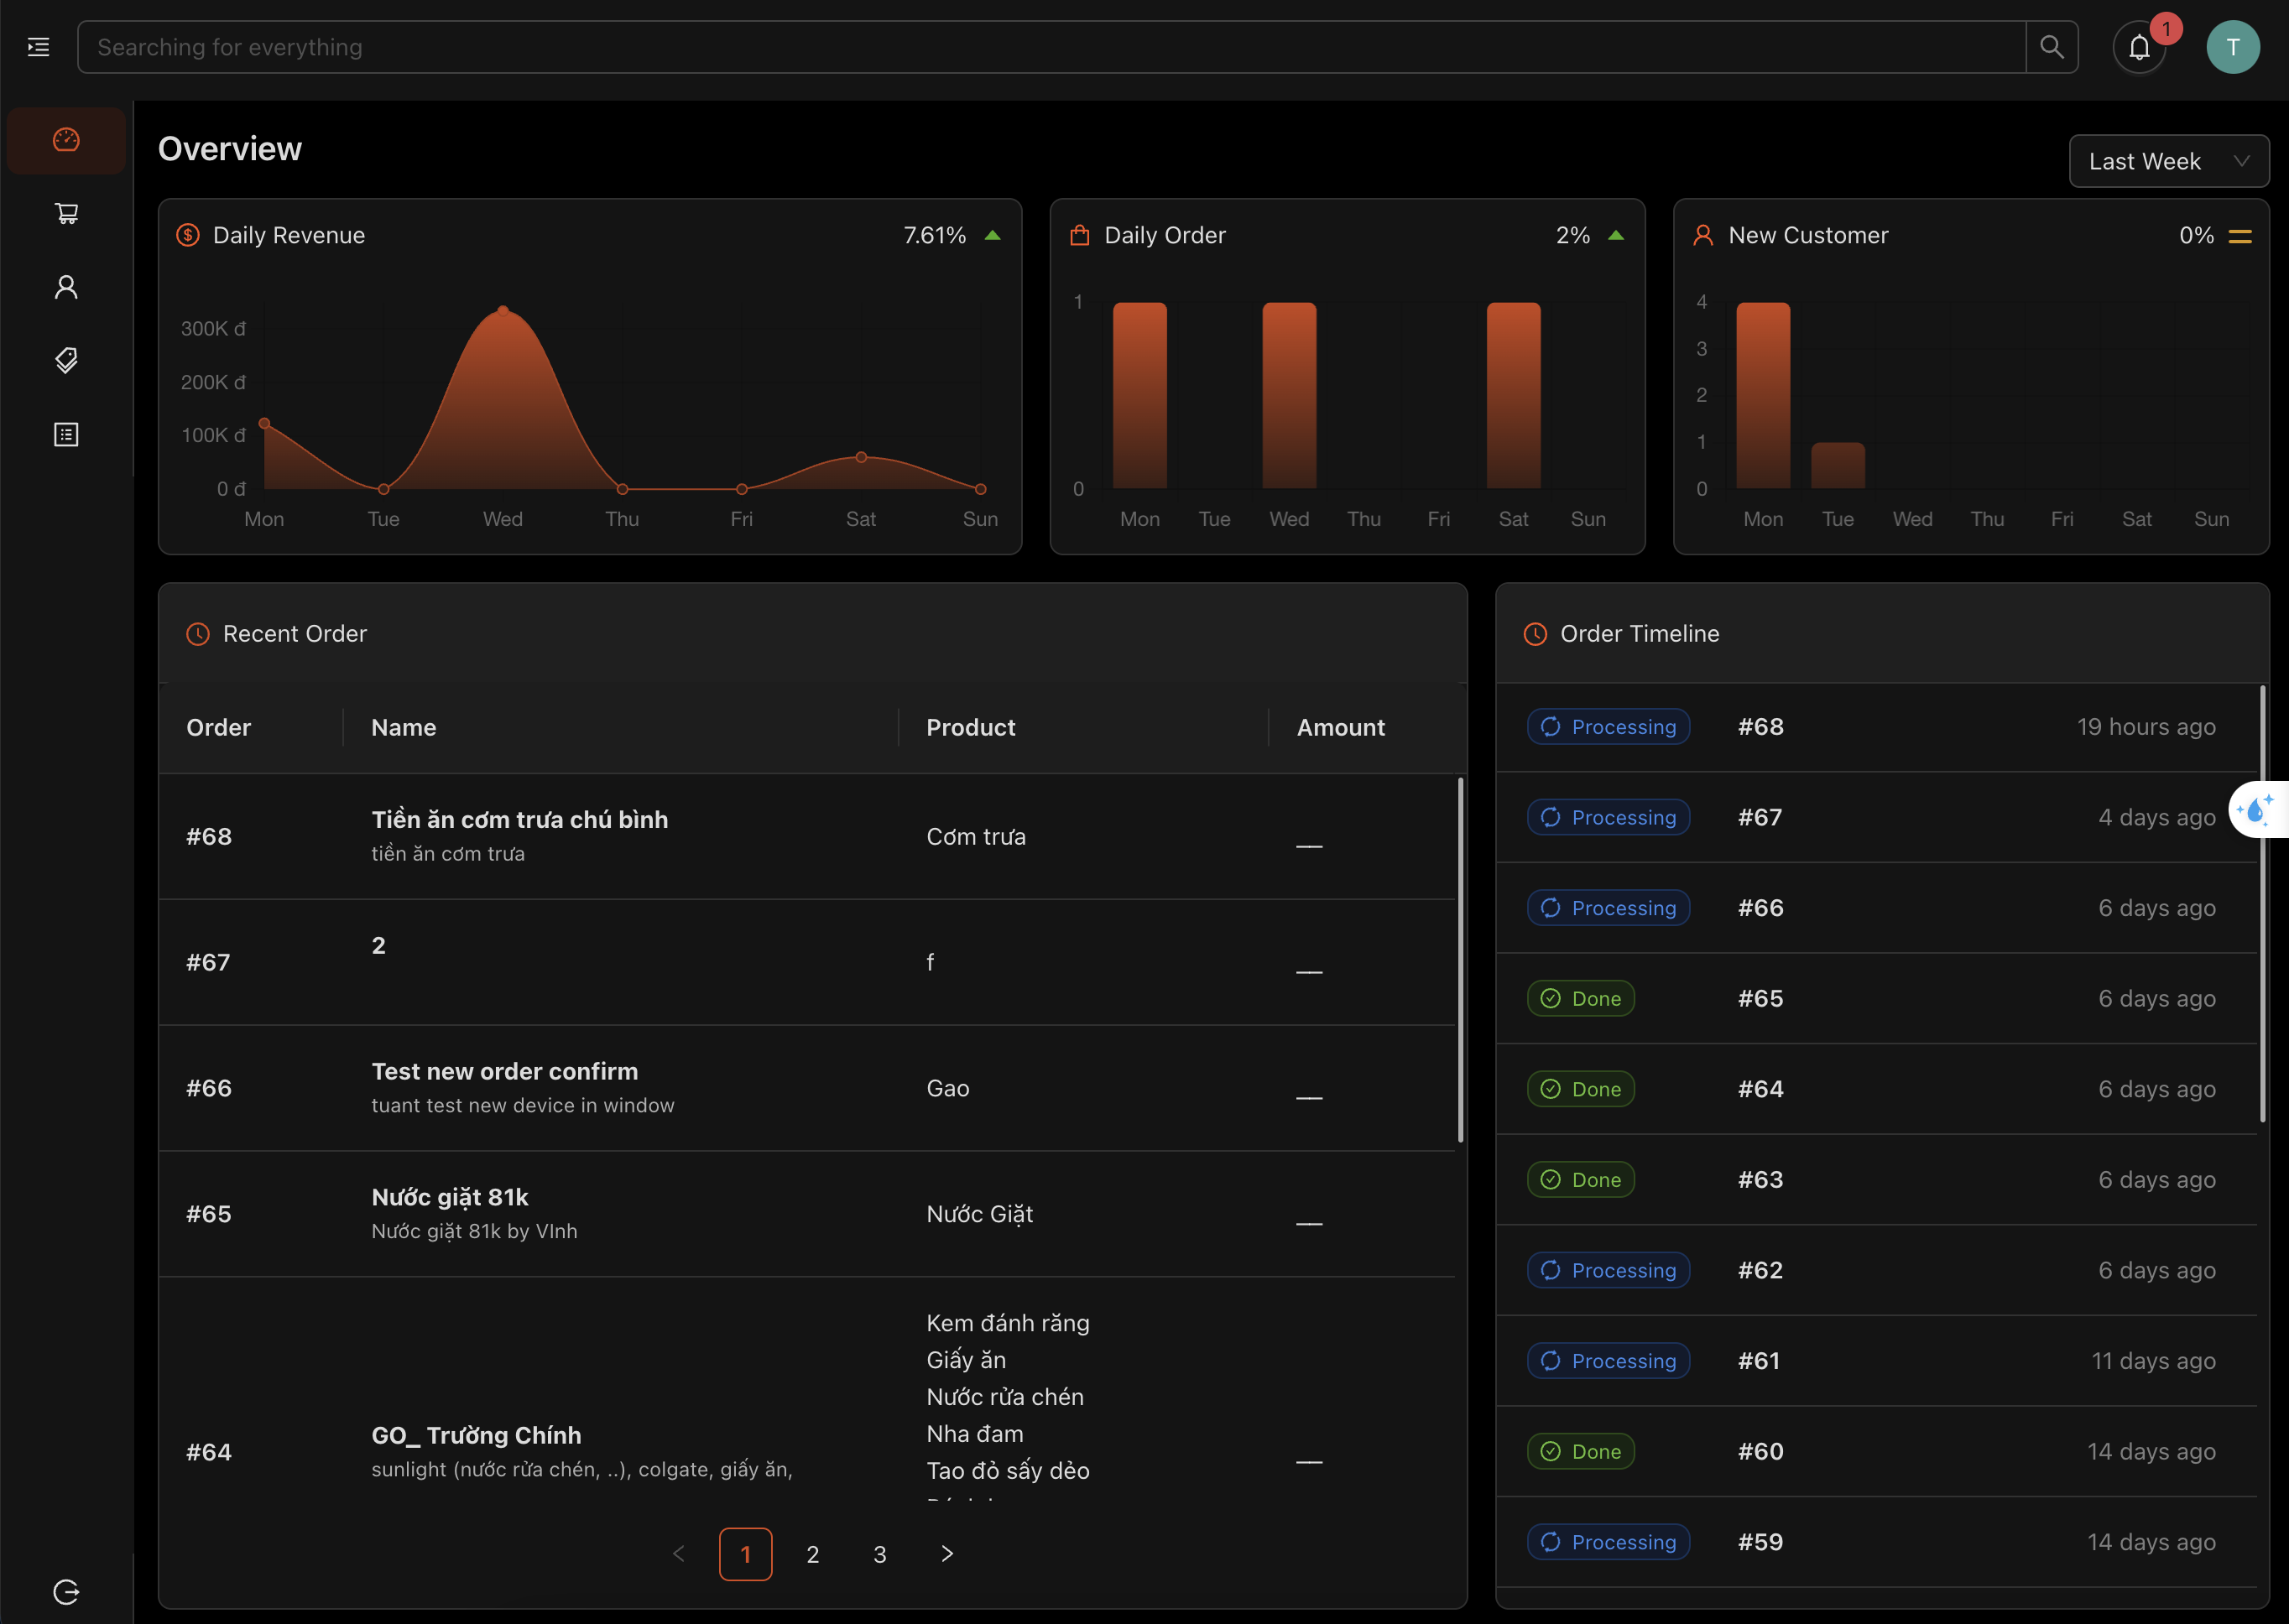 Searching for everything
1
T
Overview
Last Week
Daily Revenue
7.61%
300K đ
200K đ
100K đ
0 đ
Mon Tue Wed Thu Fri Sat Sun
Daily Order
2%
1
0
Mon Tue Wed Thu Fri Sat Sun
New Customer
0%
4
3
2
1
0
Mon Tue Wed Thu Fri Sat Sun
Recent Order
Order Name Product Amount
#68
Tiền ăn cơm trưa chú bình
tiền ăn cơm trưa
Cơm trưa
__
#67
2
f
__
#66
Test new order confirm
tuant test new device in window
Gao
__
#65
Nước giặt 81k
Nước giặt 81k by VInh
Nước Giặt
__
#64
GO_ Trường Chính
sunlight (nước rửa chén, ..), colgate, giấy ăn,
Kem đánh răng
Giấy ăn
Nước rửa chén
Nha đam
Tao đỏ sấy dẻo
__
1 2 3
Order Timeline
Processing #68 19 hours ago
Processing #67 4 days ago
Processing #66 6 days ago
Done #65 6 days ago
Done #64 6 days ago
Done #63 6 days ago
Processing #62 6 days ago
Processing #61 11 days ago
Done #60 14 days ago
Processing #59 14 days ago